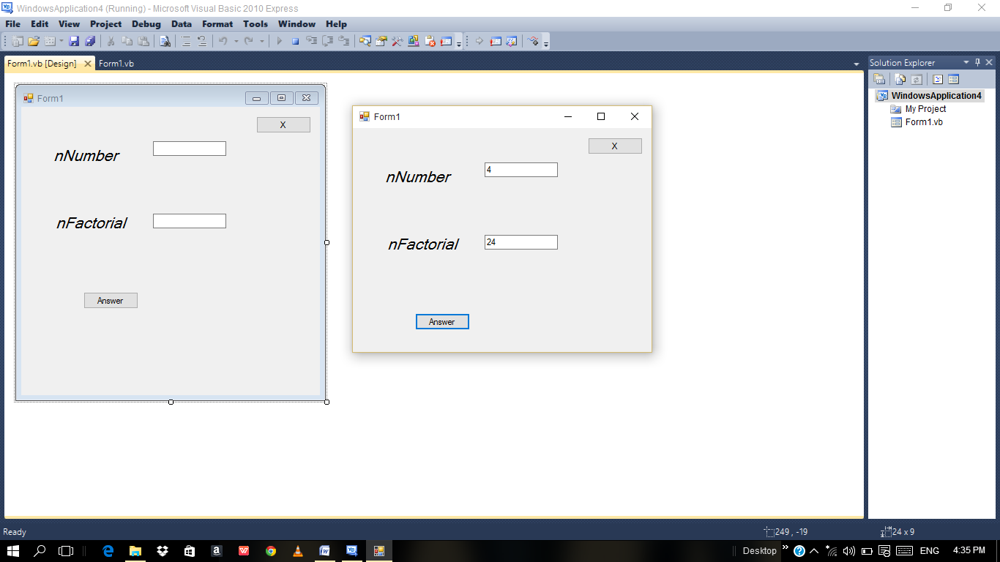 WindowsApplication4 (Running) - Microsoft Visual Basic 2010 Express
File Edit View Project Debug Data Format Tools Window Help
Form1.vb [Design] Form1.vb
Solution Explorer
WindowsApplication4
My Project
Form1.vb
Form1
X
nNumber
nFactorial
Answer
Form1
X
nNumber 4
nFactorial 24
Answer
Ready 249 , -19 24 x 9
Desktop ENG 4:35 PM